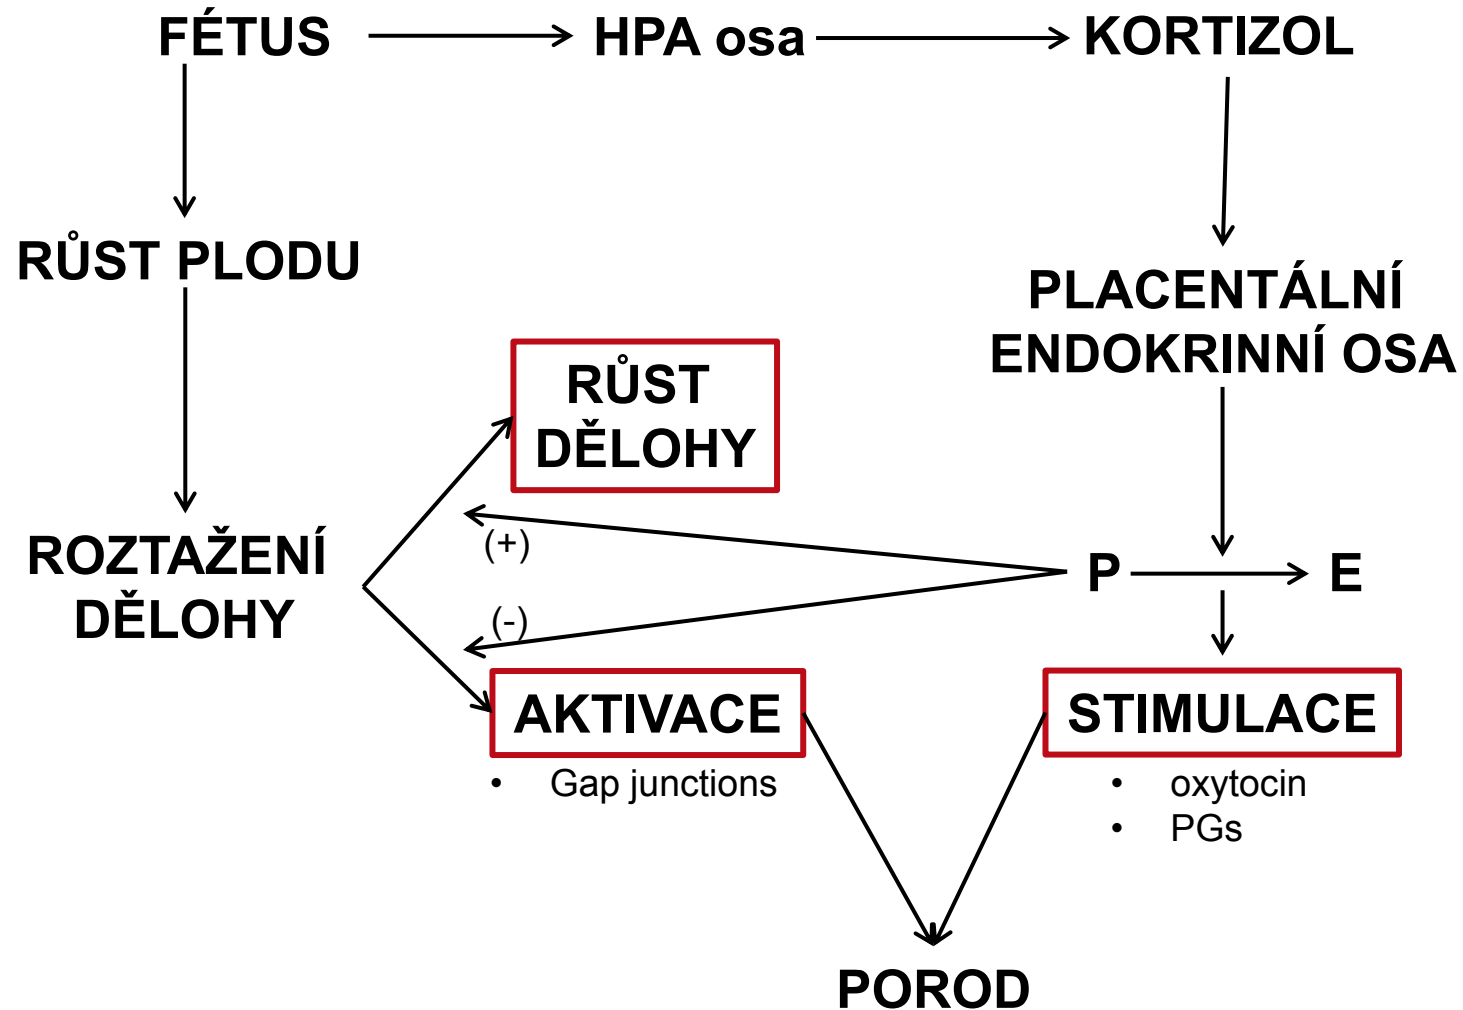 FÉTUS
HPA osa
KORTIZOL
RŮST PLODU
PLACENTÁLNÍ
ENDOKRINNÍ OSA
RŮST
DĚLOHY
ROZTAŽENÍ
DĚLOHY
(+)
(-)
P
E
AKTIVACE
• Gap junctions
STIMULACE
• oxytocin
• PGs
POROD